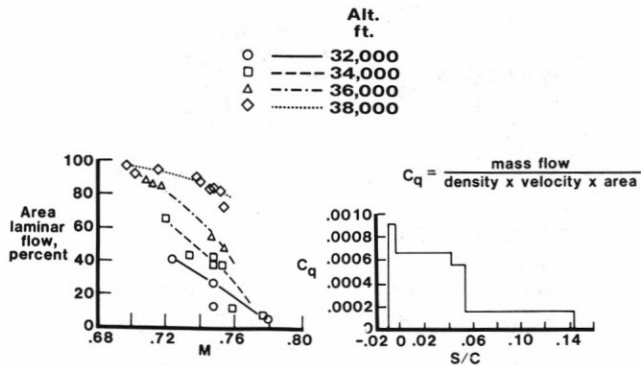 Alt.
ft.
32,000
34,000
36,000
38,000
100
80
60
40
20
0
Area
laminar
flow,
percent
.68 .72 .76 .80
M
Cq = mass flow
density x velocity x area
.0010
.0006
Cq .0004
.0002
-.02 0 .02 .06 .10 .14
S/C